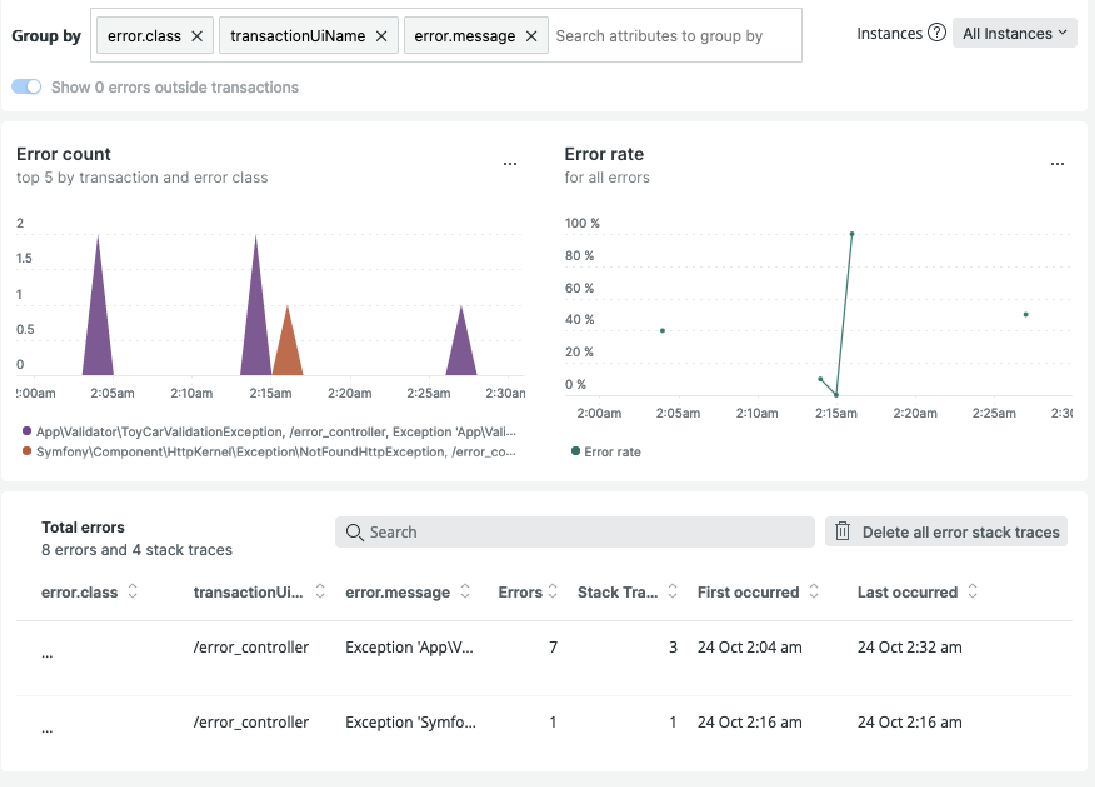 Group by error.class transactionUiName error.message Search attributes to group by Instances ? All Instances
Show 0 errors outside transactions
Error count ...
top 5 by transaction and error class
2
1.5
1
0.5
0
2:05am 2:10am 2:15am 2:20am 2:25am
App\Validator\ToyCarValidationException, /error_controller, Exception 'App\Vali...
Symfony\Component\HttpKernel\Exception\NotFoundHttpException, /error_co...
Error rate ...
for all errors
100 %
80 %
60 %
40 %
20 %
0 %
2:00am 2:05am 2:10am 2:15am 2:20am 2:25am
Error rate
Total errors
8 errors and 4 stack traces
Search
Delete all error stack traces
error.class transactionUi... error.message Errors Stack Tra... First occurred Last occurred
... /error_controller Exception 'App\V... 7 3 24 Oct 2:04 am 24 Oct 2:32 am
... /error_controller Exception 'Symfo... 1 1 24 Oct 2:16 am 24 Oct 2:16 am